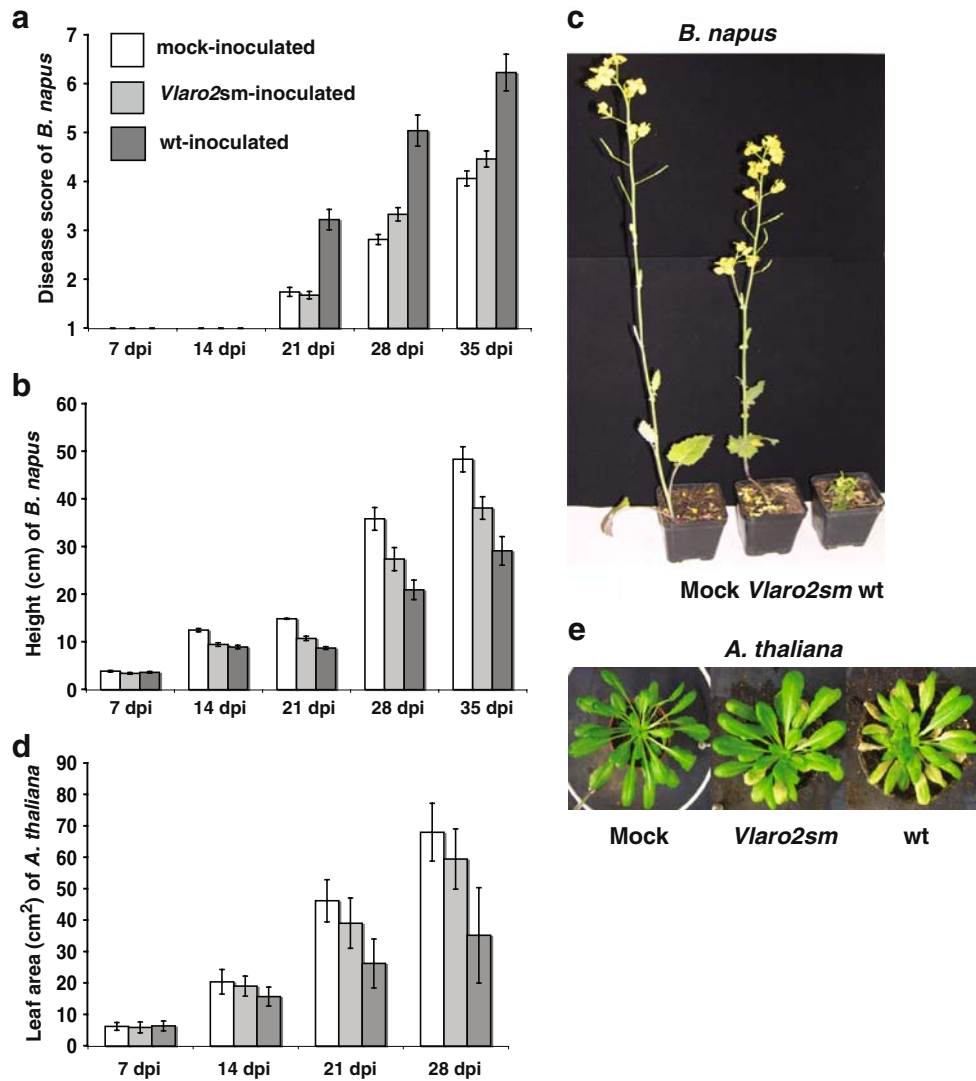 a
Disease score of B. napus
7
6
5
4
3
2
1
mock-inoculated
Vlaro2sm-inoculated
wt-inoculated
7 dpi 14 dpi 21 dpi 28 dpi 35 dpi
b
Height (cm) of B. napus
60
50
40
30
20
10
0
7 dpi 14 dpi 21 dpi 28 dpi 35 dpi
c
B. napus
Mock Vlaro2sm wt
d
Leaf area (cm²) of A. thaliana
90
80
70
60
50
40
30
20
10
0
7 dpi 14 dpi 21 dpi 28 dpi
e
A. thaliana
Mock Vlaro2sm wt